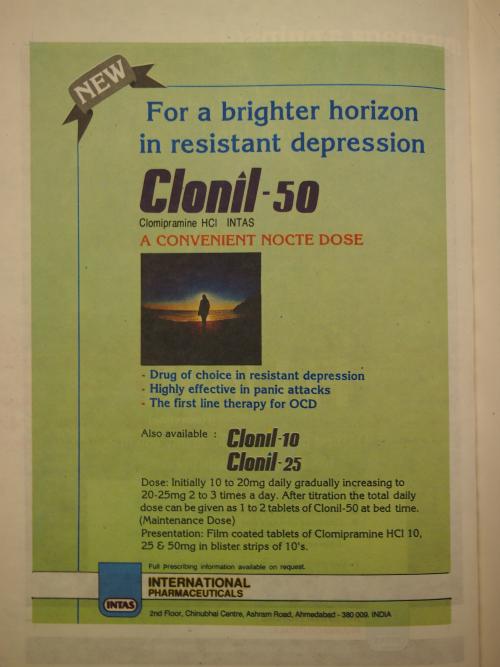 NEW
For a brighter horizon
in resistant depression
Clonil-50
Clomipramine HCl INTAS
A CONVENIENT NOCTE DOSE
- Drug of choice in resistant depression
- Highly effective in panic attacks
- The first line therapy for OCD
Also available : Clonil-10
Clonil-25
Dose: Initially 10 to 20mg daily gradually increasing to
20-25mg 2 to 3 times a day. After titration the total daily
dose can be given as 1 to 2 tablets of Clonil-50 at bed time.
(Maintenance Dose)
Presentation: Film coated tablets of Clomipramine HCl 10,
25 & 50mg in blister strips of 10's.
Full Prescribing information available on request.
INTAS
INTERNATIONAL
PHARMACEUTICALS
2nd Floor, Chinubhai Centre, Ashram Road, Ahmedabad - 380 009. INDIA